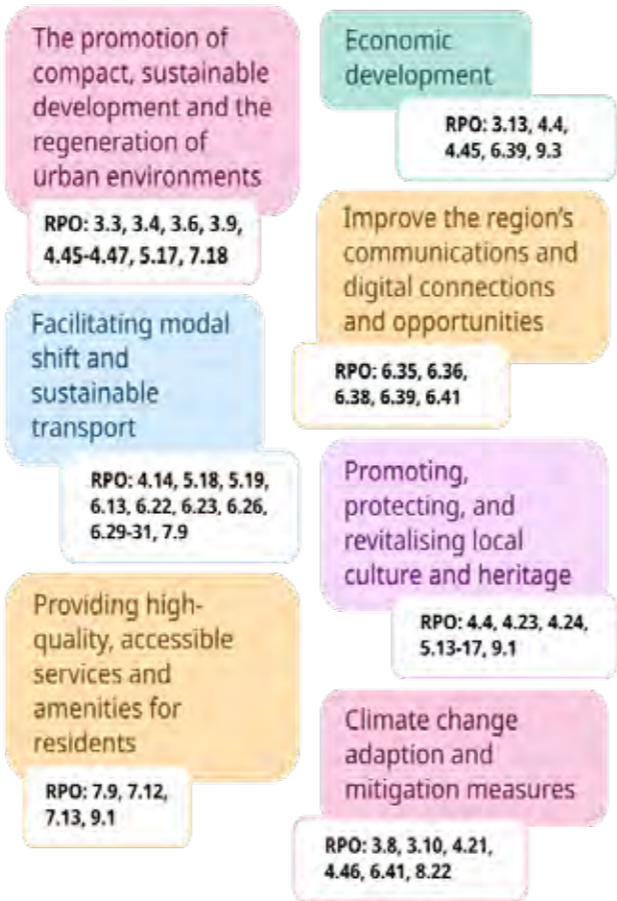 The promotion of
compact, sustainable
development and the
regeneration of
urban environments
RPO: 3.3, 3.4, 3.6, 3.9,
4.45-4.47, 5.17, 7.18
Facilitating modal
shift and
sustainable
transport
RPO: 4.14, 5.18, 5.19,
6.13, 6.22, 6.23, 6.26,
6.29-31, 7.9
Providing high-
quality, accessible
services and
amenities for
residents
RPO: 7.9, 7.12,
7.13, 9.1
Economic
development
RPO: 3.13, 4.4,
4.45, 6.39, 9.3
Improve the region's
communications and
digital connections
and opportunities
RPO: 6.35, 6.36,
6.38, 6.39, 6.41
Promoting,
protecting, and
revitalising local
culture and heritage
RPO: 4.4, 4.23, 4.24,
5.13-17, 9.1
Climate change
adaption and
mitigation measures
RPO: 3.8, 3.10, 4.21,
4.46, 6.41, 8.22